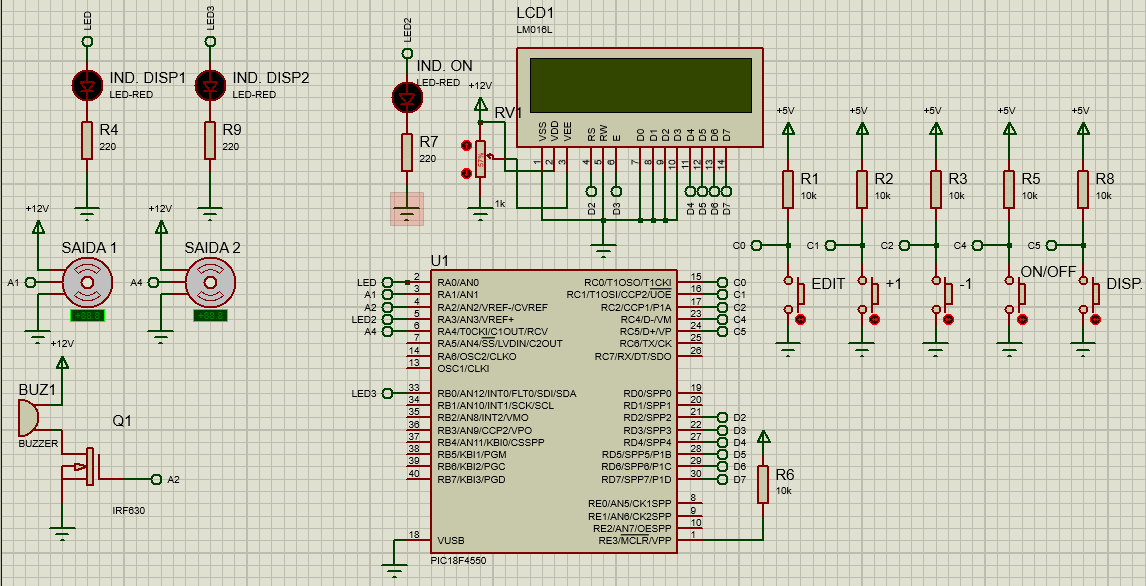 LED
LED3
LED2
LCD1
LM016L
IND. DISP1
LED-RED
IND. DISP2
LED-RED
IND. ON
LED-RED
+12V
RV1
57%
1k
VSS
VDD
VEE
RS
RW
E
D0
D1
D2
D3
D4
D5
D6
D7
1
2
3
4
5
6
7
8
9
10
11
12
13
14
D2
D3
D4
D5
D6
D7
R4
220
R9
220
R7
220
+5V
+5V
+5V
+5V
+5V
R1
10k
R2
10k
R3
10k
R5
10k
R8
10k
C0
C1
C2
C4
C5
EDIT
+1
-1
ON/OFF
DISP.
+12V
+12V
SAIDA 1
SAIDA 2
A1
A4
+88.8
+88.8
+12V
BUZ1
BUZZER
Q1
IRF630
A2
U1
LED 2 RA0/AN0
A1 3 RA1/AN1
A2 4 RA2/AN2/VREF-/CVREF
LED2 5 RA3/AN3/VREF+
A4 6 RA4/T0CKI/C1OUT/RCV
7 RA5/AN4/SS/LVDIN/C2OUT
14 RA6/OSC2/CLKO
13 OSC1/CLKI
LED3 33 RB0/AN12/INT0/FLT0/SDI/SDA
34 RB1/AN10/INT1/SCK/SCL
35 RB2/AN8/INT2/VMO
36 RB3/AN9/CCP2/VPO
37 RB4/AN11/KBI0/CSSPP
38 RB5/KBI1/PGM
39 RB6/KBI2/PGC
40 RB7/KBI3/PGD
18 VUSB
RC0/T1OSO/T1CKI 15 C0
RC1/T1OSI/CCP2/UOE 16 C1
RC2/CCP1/P1A 17 C2
RC4/D-/VM 23 C4
RC5/D+/VP 24 C5
RC6/TX/CK 25
RC7/RX/DT/SDO 26
RD0/SPP0 19
RD1/SPP1 20
RD2/SPP2 21 D2
RD3/SPP3 22 D3
RD4/SPP4 27 D4
RD5/SPP5/P1B 28 D5
RD6/SPP6/P1C 29 D6
RD7/SPP7/P1D 30 D7
RE0/AN5/CK1SPP 8
RE1/AN6/CK2SPP 9
RE2/AN7/OESPP 10
RE3/MCLR/VPP 1
PIC18F4550
R6
10k